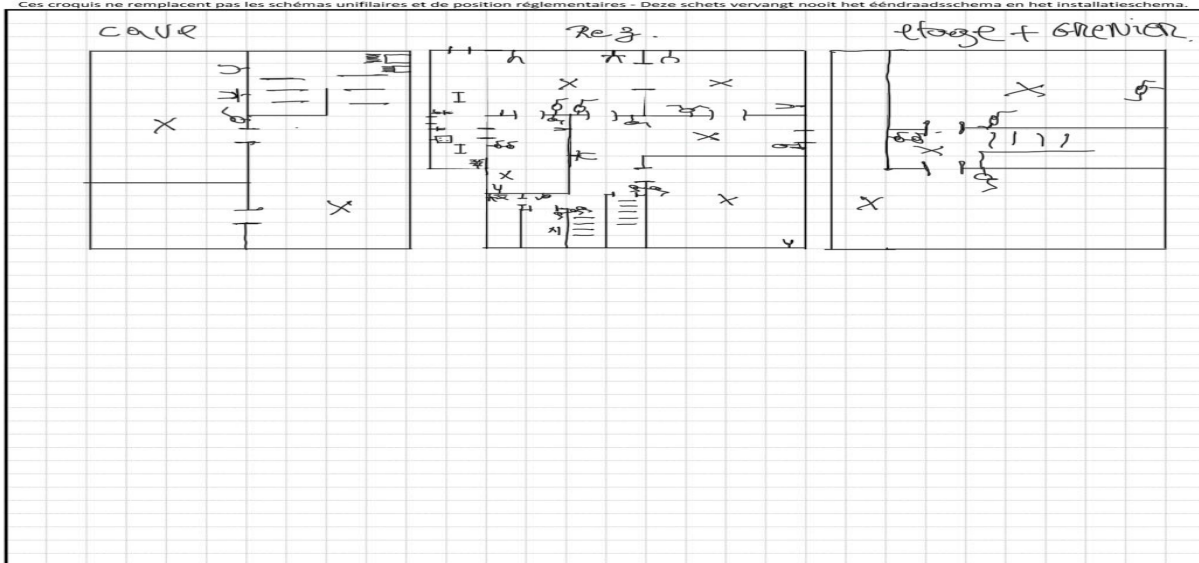 Ces croquis ne remplacent pas les schémas unifilaires et de position réglementaires - Deze schets vervangt nooit het ééndraadsschema en het installatieschema.
cave
Rez.
etage + GRENIER.